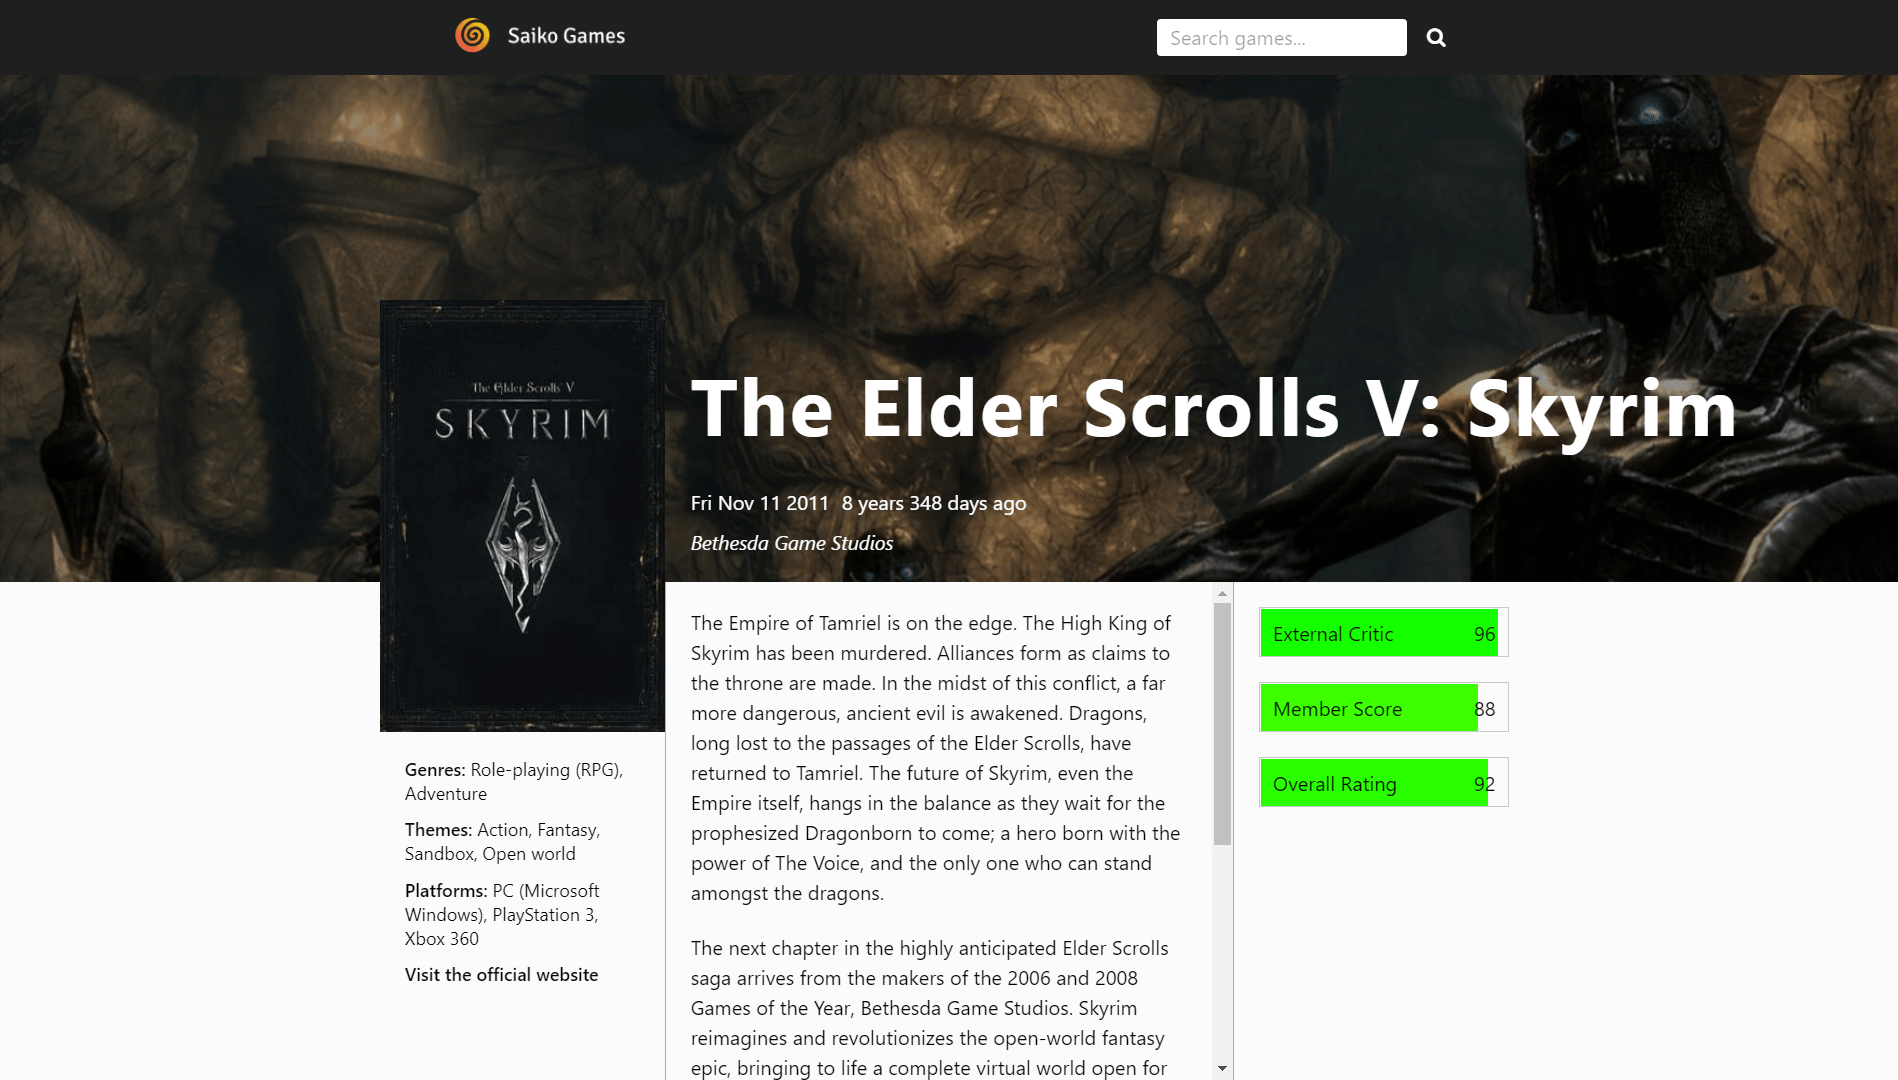 Saiko Games
Search games...
The Elder Scrolls V
SKYRIM
The Elder Scrolls V: Skyrim
Fri Nov 11 2011 8 years 348 days ago
Bethesda Game Studios
Genres: Role-playing (RPG),
Adventure
Themes: Action, Fantasy,
Sandbox, Open world
Platforms: PC (Microsoft
Windows), PlayStation 3,
Xbox 360
Visit the official website
The Empire of Tamriel is on the edge. The High King of
Skyrim has been murdered. Alliances form as claims to
the throne are made. In the midst of this conflict, a far
more dangerous, ancient evil is awakened. Dragons,
long lost to the passages of the Elder Scrolls, have
returned to Tamriel. The future of Skyrim, even the
Empire itself, hangs in the balance as they wait for the
prophesized Dragonborn to come; a hero born with the
power of The Voice, and the only one who can stand
amongst the dragons.
The next chapter in the highly anticipated Elder Scrolls
saga arrives from the makers of the 2006 and 2008
Games of the Year, Bethesda Game Studios. Skyrim
reimagines and revolutionizes the open-world fantasy
epic, bringing to life a complete virtual world open for
External Critic 96
Member Score 88
Overall Rating 92